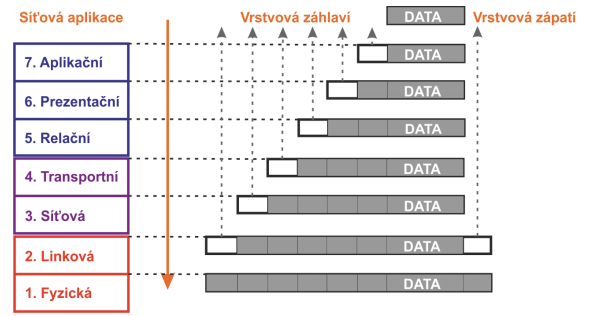 Síťová aplikace
Vrstvová záhlaví
DATA
Vrstvová zápatí
7. Aplikační
DATA
6. Prezentační
DATA
5. Relační
DATA
4. Transportní
DATA
3. Síťová
DATA
2. Linková
DATA
1. Fyzická
DATA